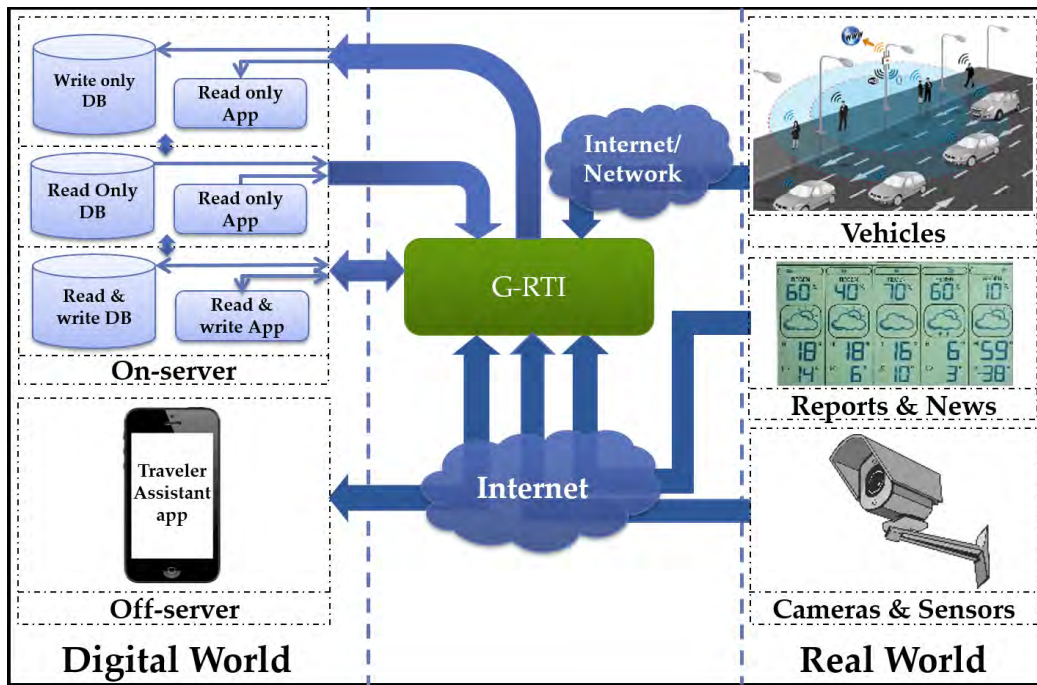 Write only
DB
Read only
App
Read Only
DB
Read only
App
Read &
write DB
Read &
write App
On-server
Traveler
Assistant
app
Off-server
Digital World
Internet/
Network
G-RTI
Internet
WWW
Vehicles
60% 40% 70% 60% 10%
18 18 16 6 59
14 6 10 3 38
Reports & News
Cameras & Sensors
Real World